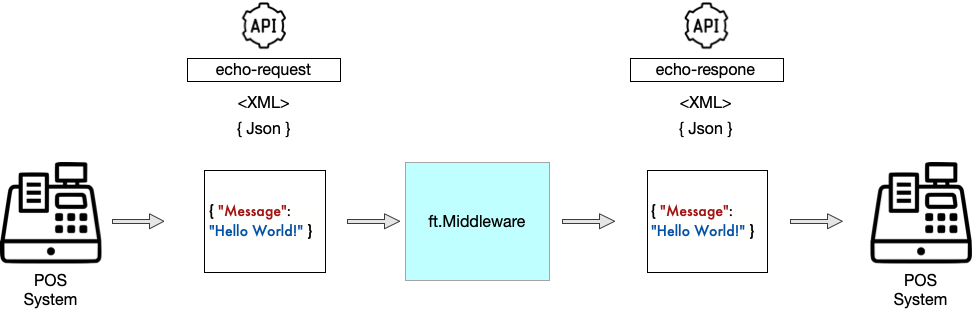 API
echo-request
<XML>
{ Json }
API
echo-respone
<XML>
{ Json }
POS
System
{ "Message":
"Hello World!" }
ft.Middleware
{ "Message":
"Hello World!" }
POS
System